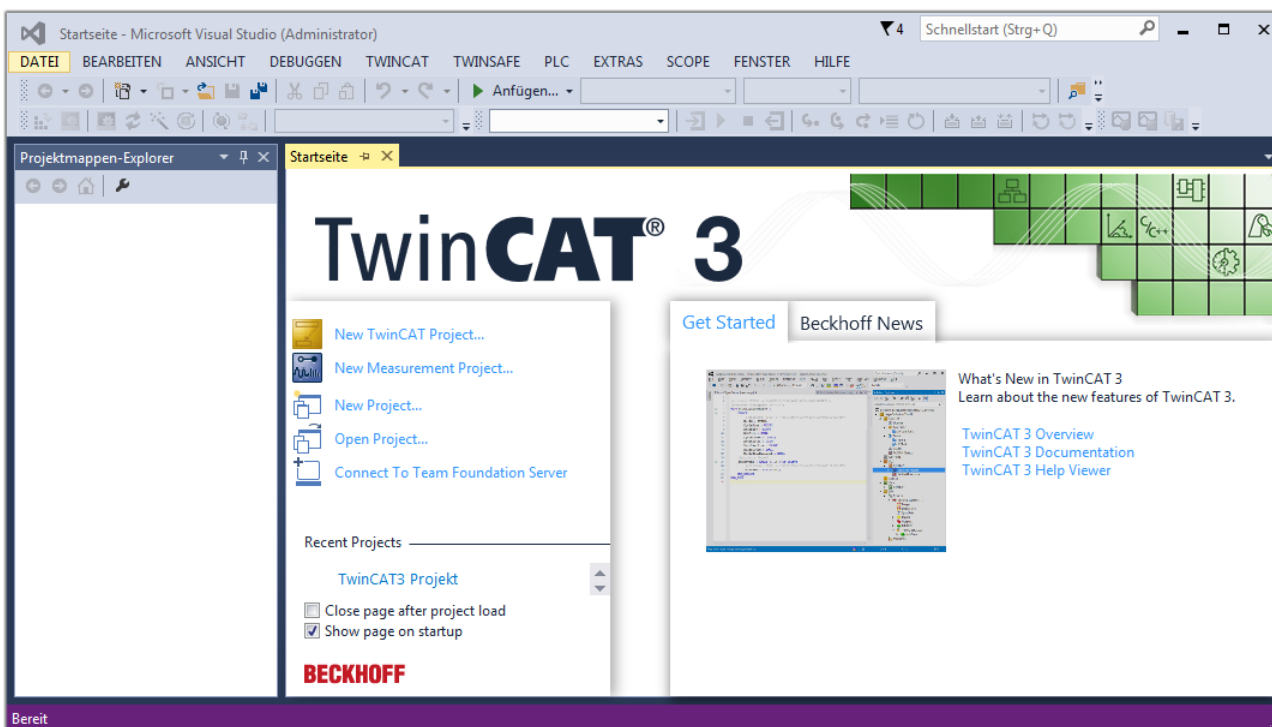 Startseite - Microsoft Visual Studio (Administrator)
4
Schnellstart (Strg+Q)
DATEI BEARBEITEN ANSICHT DEBUGGEN TWINCAT TWINSAFE PLC EXTRAS SCOPE FENSTER HILFE
Anfügen...
Projektmappen-Explorer
Startseite
TwinCAT® 3
C/C++
New TwinCAT Project...
New Measurement Project...
New Project...
Open Project...
Connect To Team Foundation Server
Recent Projects
TwinCAT3 Projekt
Close page after project load
Show page on startup
BECKHOFF
Get Started
Beckhoff News
What's New in TwinCAT 3
Learn about the new features of TwinCAT 3.
TwinCAT 3 Overview
TwinCAT 3 Documentation
TwinCAT 3 Help Viewer
Bereit